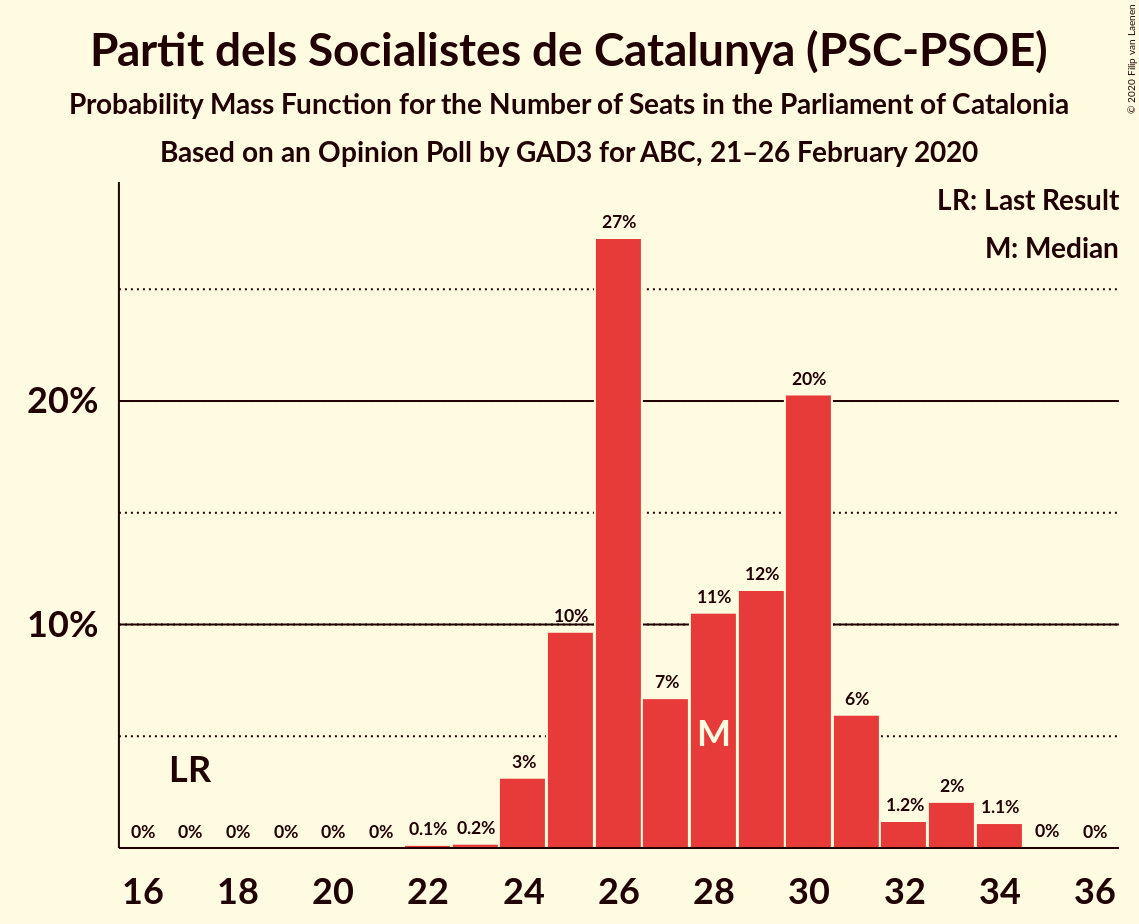 Partit dels Socialistes de Catalunya (PSC-PSOE)
Probability Mass Function for the Number of Seats in the Parliament of Catalonia
Based on an Opinion Poll by GAD3 for ABC, 21–26 February 2020
© 2020 Filip van Laenen
LR: Last Result
M: Median
27%
20%
20%
12%
11%
10%
10%
7%
6%
M
LR
3%
2%
1.2%
1.1%
0% 0% 0% 0% 0% 0% 0.1% 0.2% 0% 0%
16 18 20 22 24 26 28 30 32 34 36